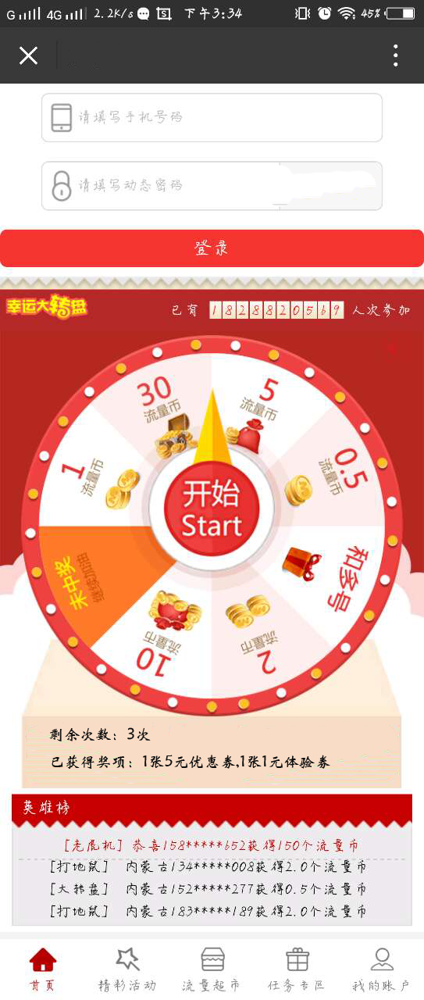 G 4G 2.2K/s 下午3:34 45%
请填写手机号码
请填写动态密码
登录
幸运大转盘 已有 1828820569 人次参加
30
流量币
5
流量币
1
流量币
0.5
流量币
开始
Start
未中奖
继续加油
和多号
10
流量币
2
流量币
剩余次数：3次
已获得奖项：1张5元优惠券,1张1元体验券
英雄榜
[老虎机] 恭喜158*****652获得150个流量币
[打地鼠] 内蒙古134*****008获得2.0个流量币
[大转盘] 内蒙古152*****277获得0.5个流量币
[打地鼠] 内蒙古183*****189获得2.0个流量币
首页 精彩活动 流量超市 任务专区 我的账户